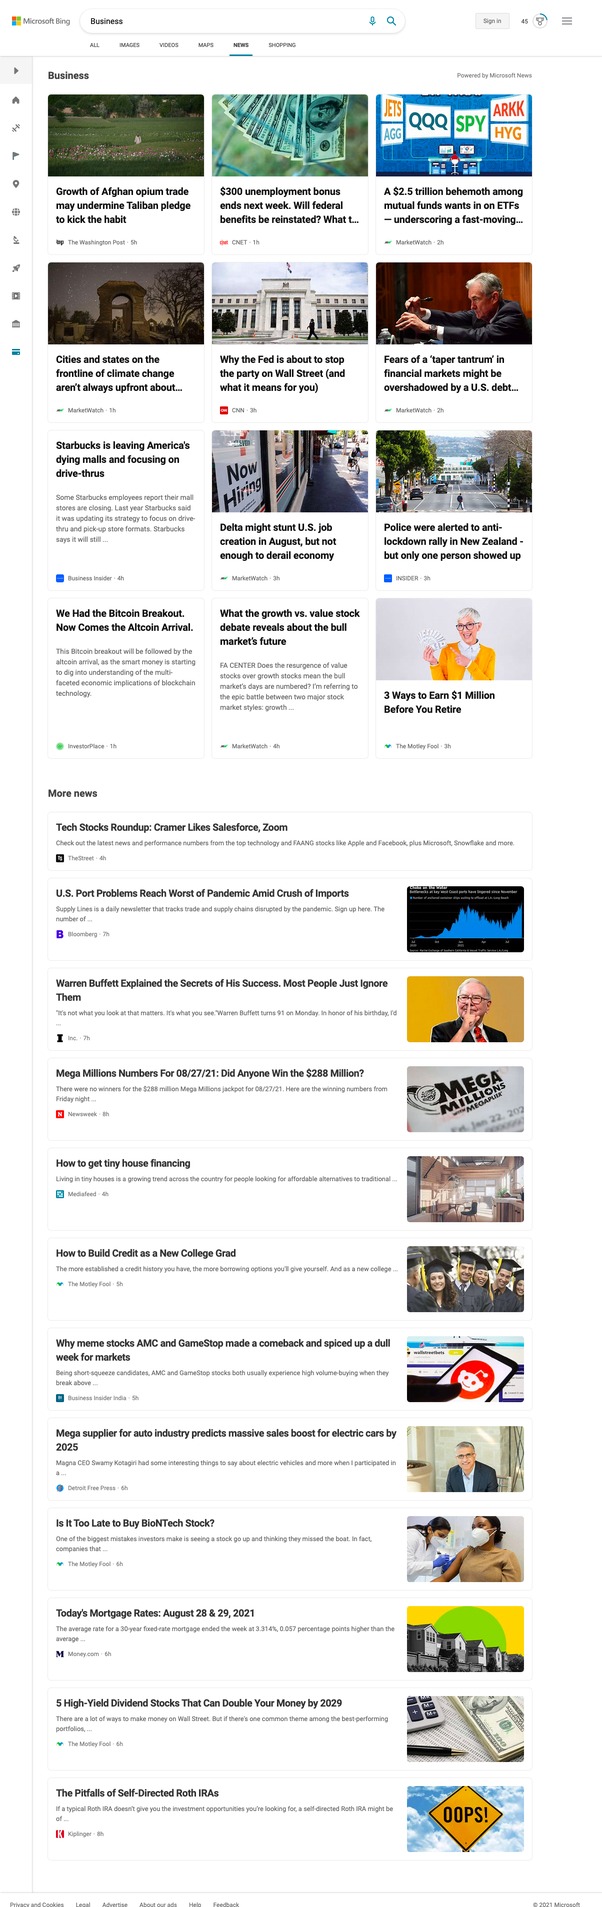 Microsoft Bing
Business
Sign in
45
ALL
IMAGES
VIDEOS
MAPS
NEWS
SHOPPING
Business
Powered by Microsoft News
JETS
AGG
QQQ
SPY
ARKK
HYG
Growth of Afghan opium trade
may undermine Taliban pledge
to kick the habit
The Washington Post · 5h
$300 unemployment bonus
ends next week. Will federal
benefits be reinstated? What t...
CNET · 1h
A $2.5 trillion behemoth among
mutual funds wants in on ETFs
— underscoring a fast-moving...
MarketWatch · 2h
Cities and states on the
frontline of climate change
aren't always upfront about...
MarketWatch · 1h
Why the Fed is about to stop
the party on Wall Street (and
what it means for you)
CNN · 3h
Fears of a 'taper tantrum' in
financial markets might be
overshadowed by a U.S. debt...
MarketWatch · 2h
Starbucks is leaving America's
dying malls and focusing on
drive-thrus
Some Starbucks employees report their mall
stores are closing. Last year Starbucks said
it was updating its strategy to focus on drive-
thru and pick-up store formats. Starbucks
says it will still ...
Business Insider · 4h
Now
Hiring
Delta might stunt U.S. job
creation in August, but not
enough to derail economy
MarketWatch · 3h
Police were alerted to anti-
lockdown rally in New Zealand -
but only one person showed up
INSIDER · 3h
We Had the Bitcoin Breakout.
Now Comes the Altcoin Arrival.
This Bitcoin breakout will be followed by the
altcoin arrival, as the smart money is starting
to dig into understanding of the multi-
faceted economic implications of blockchain
technology.
InvestorPlace · 1h
What the growth vs. value stock
debate reveals about the bull
market's future
FA CENTER Does the resurgence of value
stocks over growth stocks mean the bull
market's days are numbered? I'm referring to
the epic battle between two major stock
market styles: growth ...
MarketWatch · 4h
3 Ways to Earn $1 Million
Before You Retire
The Motley Fool · 3h
More news
Tech Stocks Roundup: Cramer Likes Salesforce, Zoom
Check out the latest news and performance numbers from the top technology and FAANG stocks like Apple and Facebook, plus Microsoft, Snowflake and more.
TheStreet · 4h
U.S. Port Problems Reach Worst of Pandemic Amid Crush of Imports
Supply Lines is a daily newsletter that tracks trade and supply chains disrupted by the pandemic. Sign up here. The
number of ...
Bloomberg · 7h
Choke on the Water
Warren Buffett Explained the Secrets of His Success. Most People Just Ignore
Them
"It's not what you look at that matters. It's what you see."Warren Buffett turns 91 on Monday. In honor of his birthday, I'd
...
Inc. · 7h
Mega Millions Numbers For 08/27/21: Did Anyone Win the $288 Million?
There were no winners for the $288 million Mega Millions jackpot for 08/27/21. Here are the winning numbers from
Friday night ...
Newsweek · 8h
MEGA
MILLIONS
MEGAPLIER
How to get tiny house financing
Living in tiny houses is a growing trend across the country for people looking for affordable alternatives to traditional ...
Mediafeed · 4h
How to Build Credit as a New College Grad
The more established a credit history you have, the more borrowing options you'll give yourself. And as a new college ...
The Motley Fool · 5h
Why meme stocks AMC and GameStop made a comeback and spiced up a dull
week for markets
Being short-squeeze candidates, AMC and GameStop stocks both usually experience high volume-buying when they
break above ...
Business Insider India · 5h
wallstreetbets
Mega supplier for auto industry predicts massive sales boost for electric cars by
2025
Magna CEO Swamy Kotagiri had some interesting things to say about electric vehicles and more when I participated in
a ...
Detroit Free Press · 6h
Is It Too Late to Buy BioNTech Stock?
One of the biggest mistakes investors make is seeing a stock go up and thinking they missed the boat. In fact,
companies that ...
The Motley Fool · 6h
Today's Mortgage Rates: August 28 & 29, 2021
The average rate for a 30-year fixed-rate mortgage ended the week at 3.314%, 0.057 percentage points higher than the
average ...
Money.com · 6h
5 High-Yield Dividend Stocks That Can Double Your Money by 2029
There are a lot of ways to make money on Wall Street. But if there's one common theme among the best-performing
portfolios, ...
The Motley Fool · 6h
The Pitfalls of Self-Directed Roth IRAs
If a typical Roth IRA doesn't give you the investment opportunities you're looking for, a self-directed Roth IRA might be
of ...
Kiplinger · 8h
OOPS!
Privacy and Cookies
Legal
Advertise
About our ads
Help
Feedback
© 2021 Microsoft